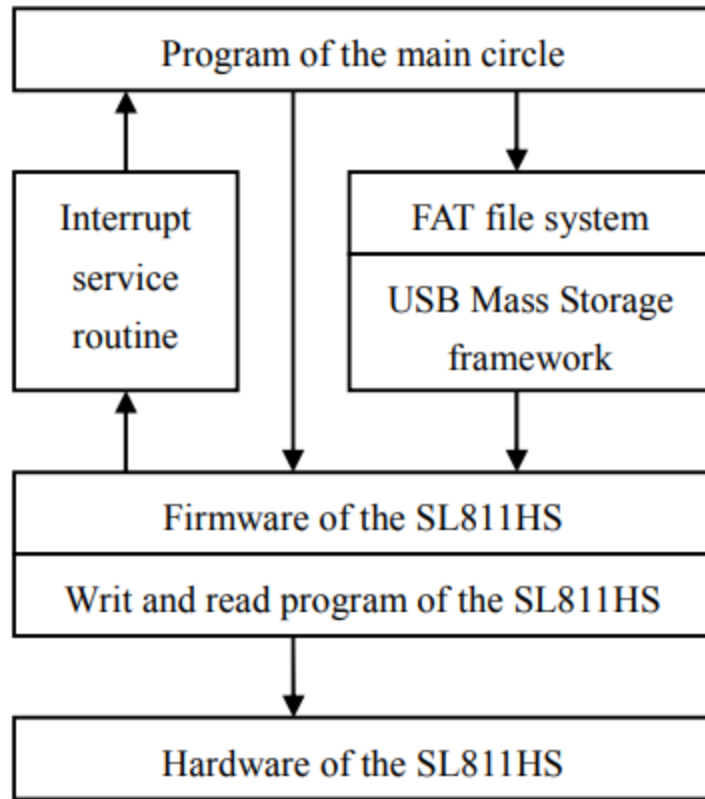 Program of the main circle
Interrupt
service
routine
FAT file system
USB Mass Storage
framework
Firmware of the SL811HS
Writ and read program of the SL811HS
Hardware of the SL811HS